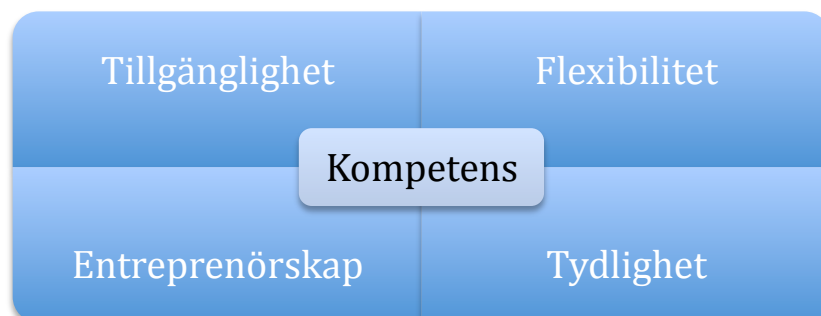 Tillgänglighet
Flexibilitet
Kompetens
Entreprenörskap
Tydlighet